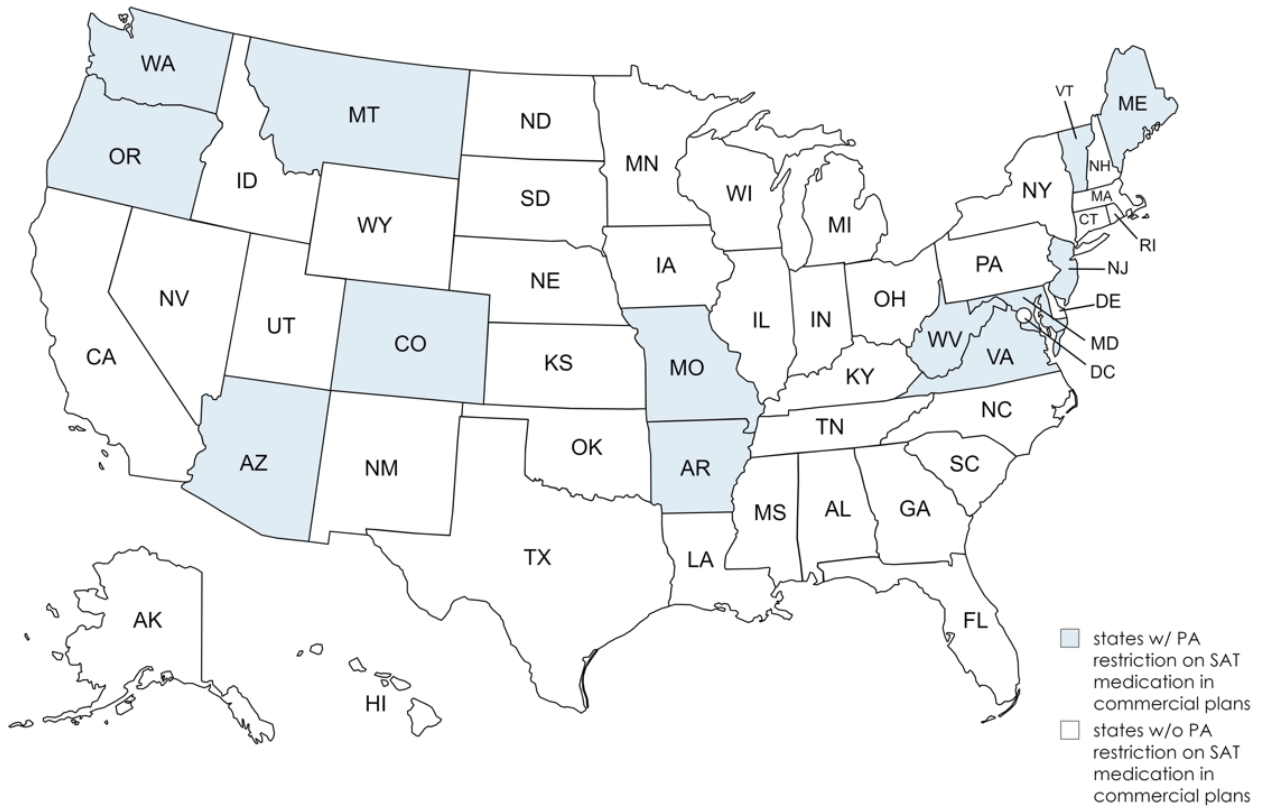 WA
MT
ND
MN
VT
ME
OR
ID
SD
WI
NH
NY
MA
WY
MI
CT
RI
IA
PA
NJ
NE
NV
OH
DE
UT
IL
IN
CO
WV
MD
CA
KS
MO
VA
DC
KY
NC
TN
AZ
NM
OK
AR
SC
MS
AL
GA
TX
LA
AK
FL
HI
states w/ PA
restriction on SAT
medication in
commercial plans
states w/o PA
restriction on SAT
medication in
commercial plans